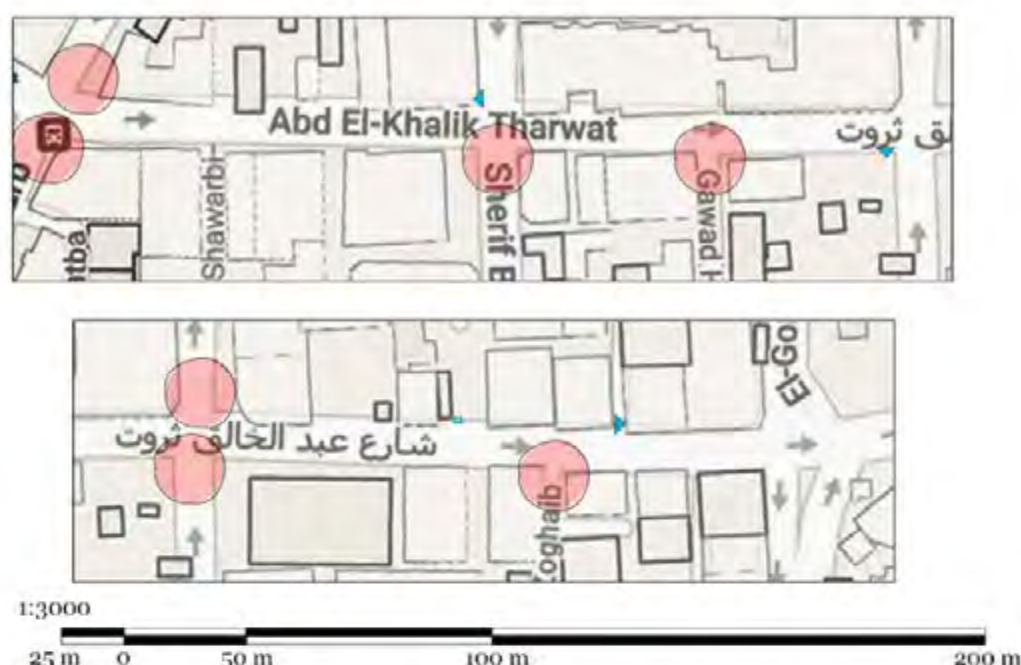 Abd El-Khalik Tharwat
ثروت
Shawarbi
Sherif
Gawad
El-Go
شارع عبد الخالق ثروت
Zoghaib
1:3000
25 m 0 50 m 100 m 200 m